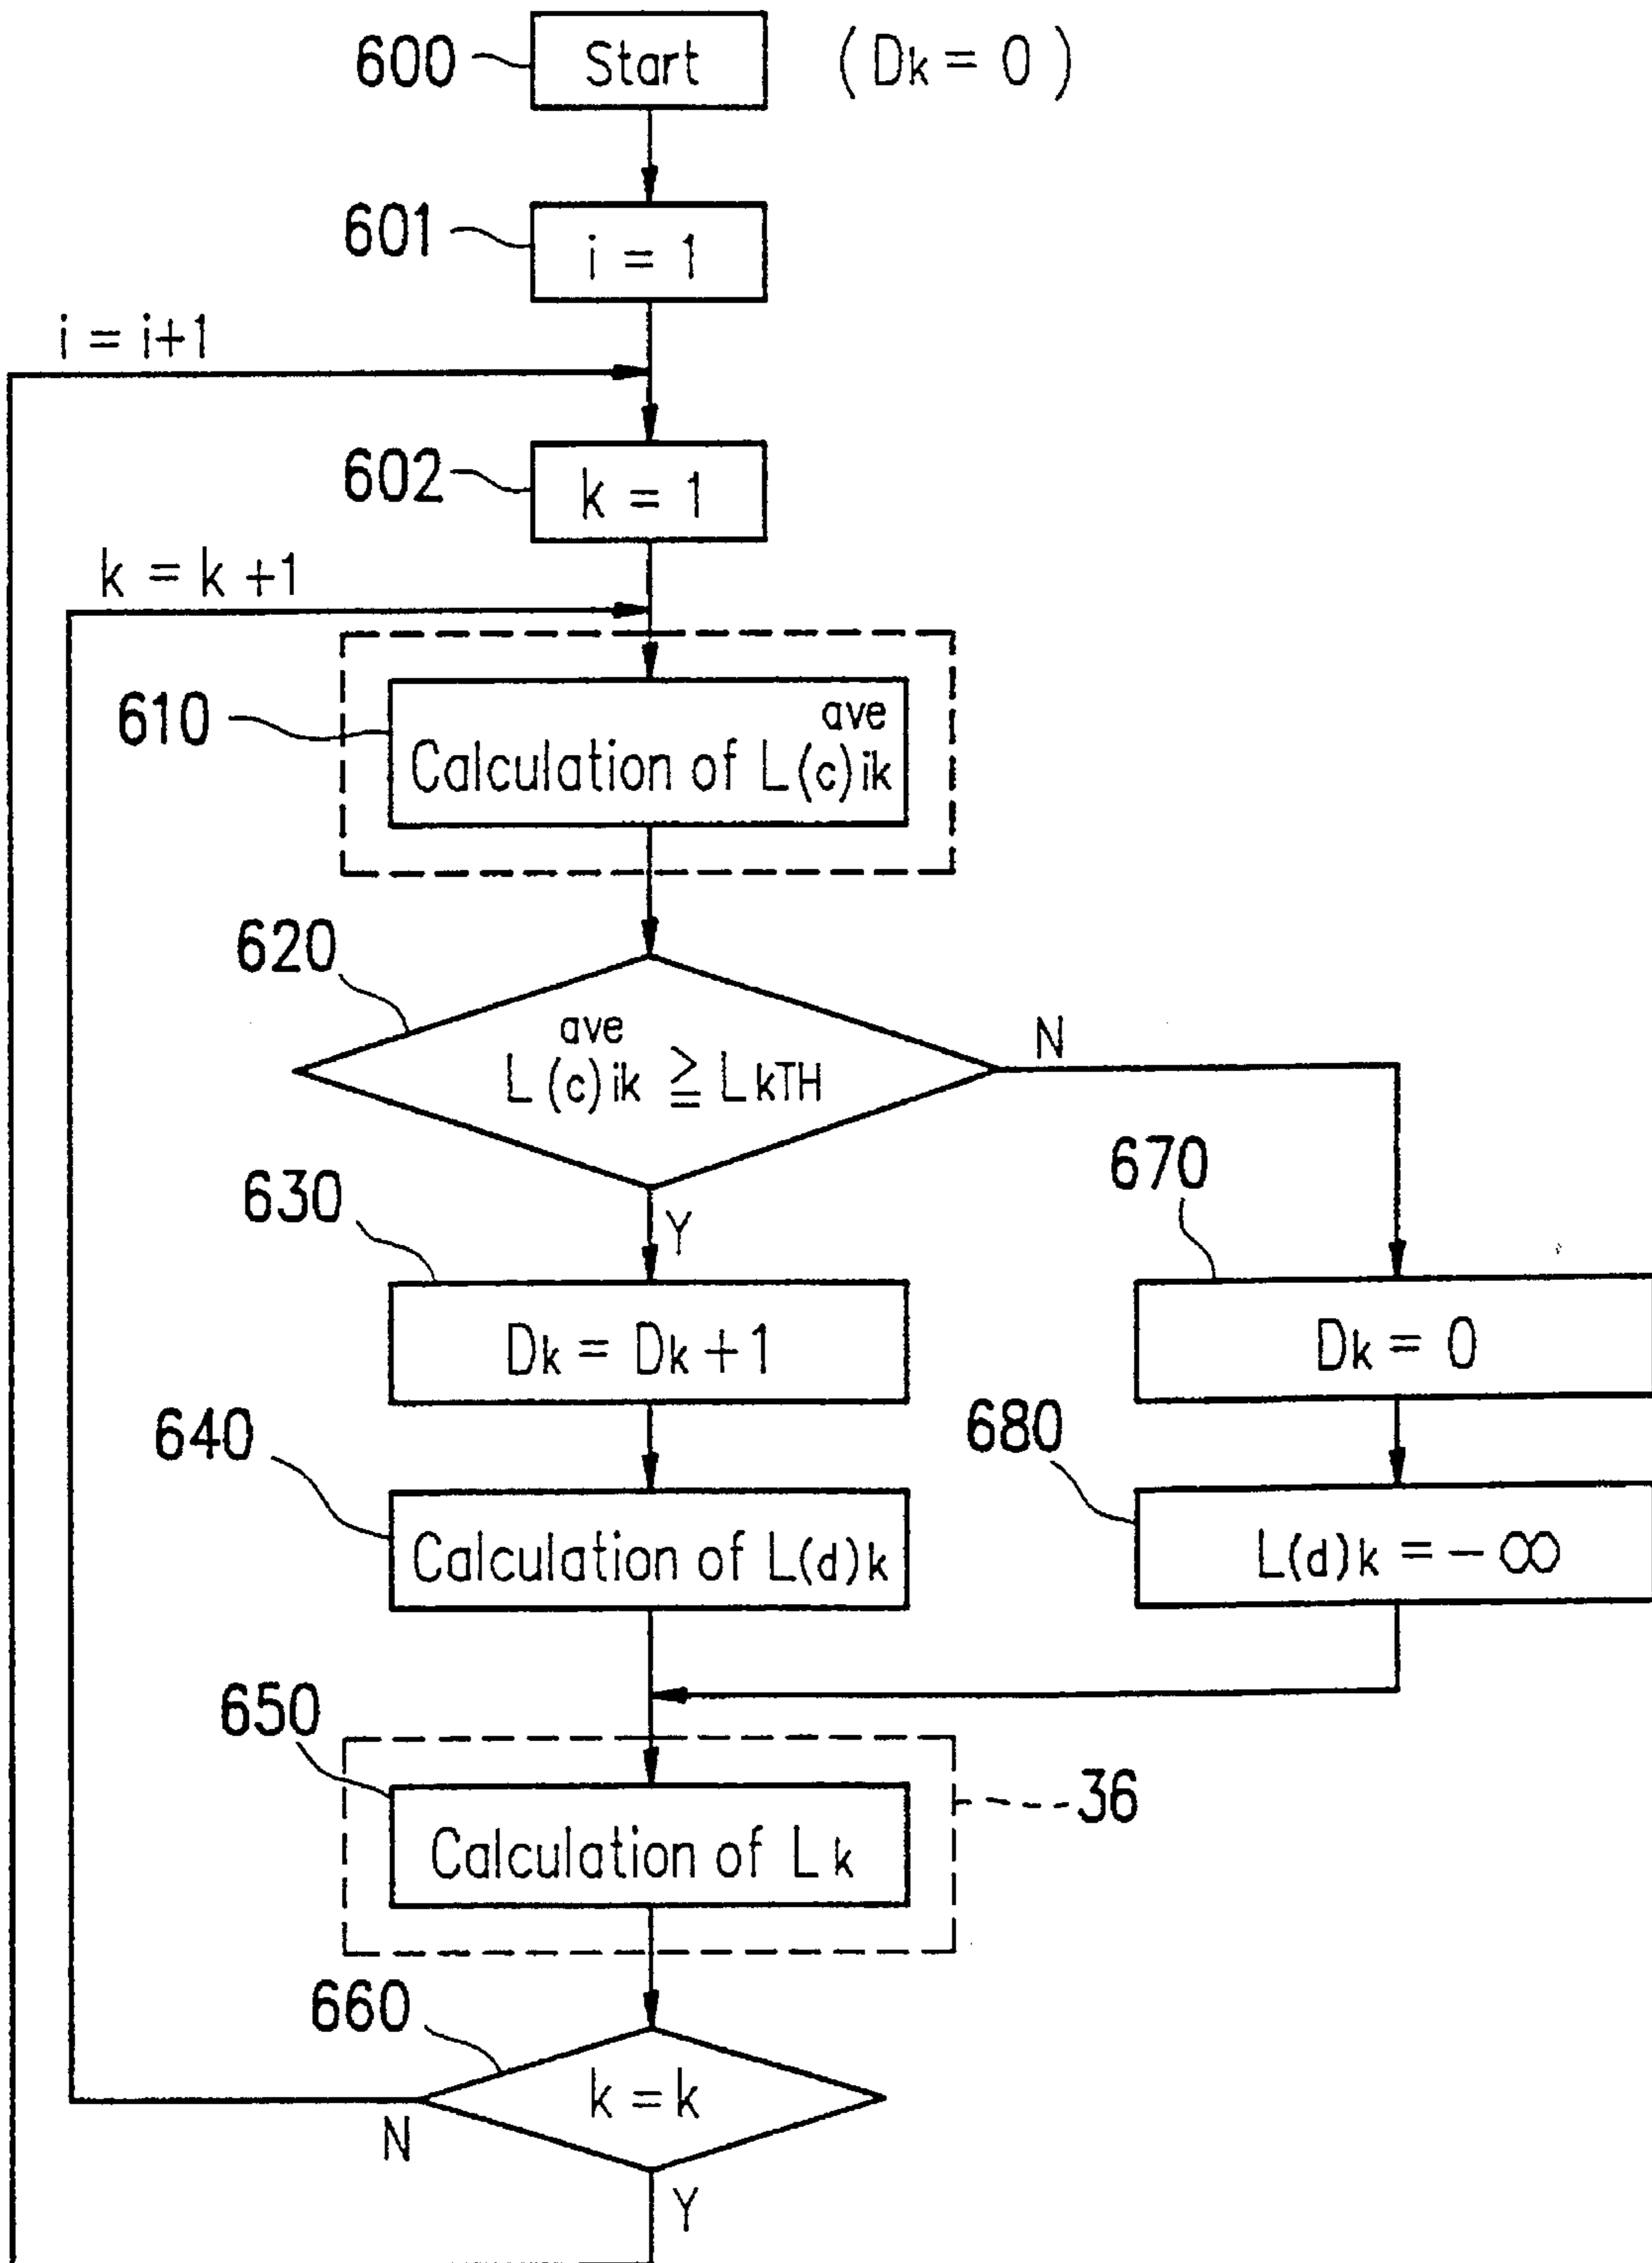 600 Start (Dk = 0)
601 i = 1
i = i+1
602 k = 1
k = k +1
610 ave
Calculation of L(c)ik
620 ave
L(c)ik ≧ LkTH
N
Y
630 Dk = Dk +1
670 Dk = 0
640 Calculation of L(d)k
680 L(d)k = - ∞
650 Calculation of Lk
36
660 k = k
N
Y